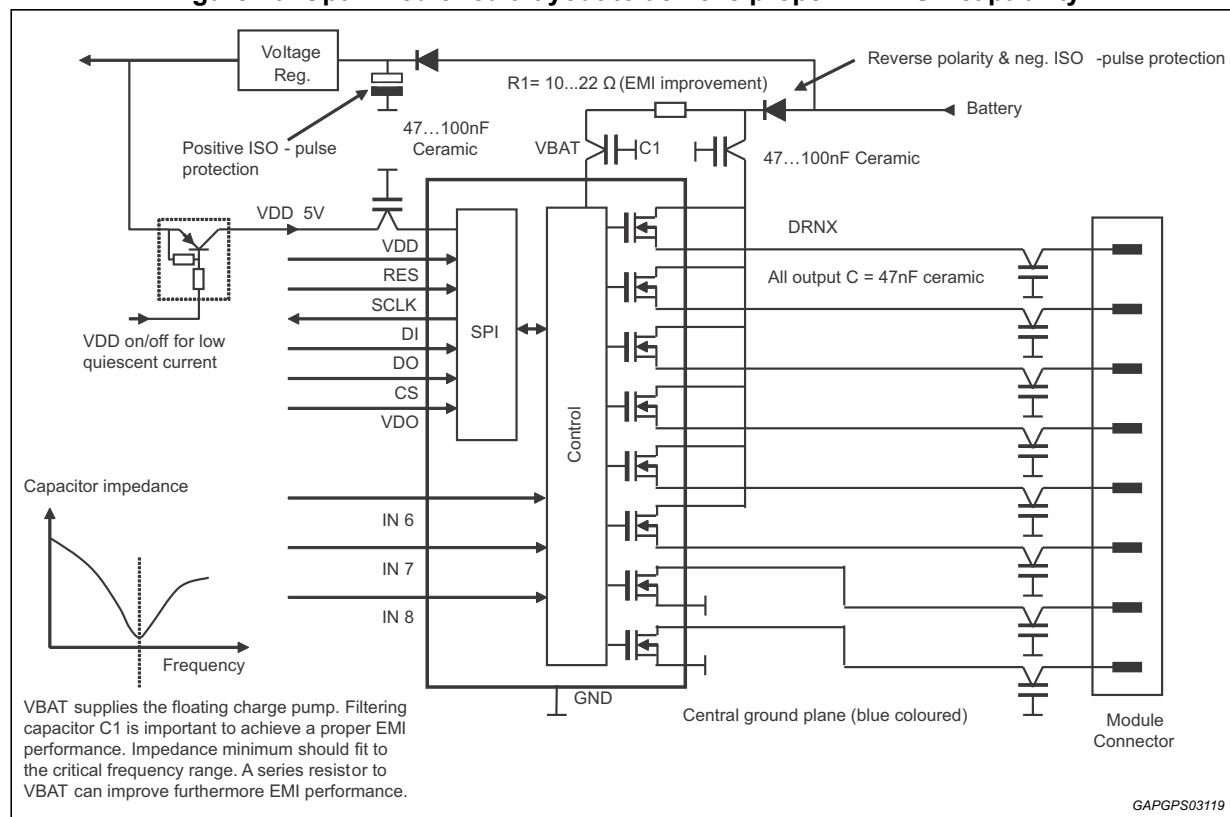 Voltage
Reg.
Reverse polarity & neg. ISO -pulse protection
R1= 10...22 Ω (EMI improvement)
Battery
Positive ISO - pulse
protection
47...100nF
Ceramic
VBAT
C1
47...100nF Ceramic
VDD 5V
DRNX
VDD
RES
All output C = 47nF ceramic
SCLK
SPI
DI
VDD on/off for low
quiescent current
DO
CS
VDO
Control
Capacitor impedance
IN 6
IN 7
IN 8
Frequency
GND
VBAT supplies the floating charge pump. Filtering
capacitor C1 is important to achieve a proper EMI
performance. Impedance minimum should fit to
the critical frequency range. A series resistor to
VBAT can improve furthermore EMI performance.
Central ground plane (blue coloured)
Module
Connector
GAPGPS03119